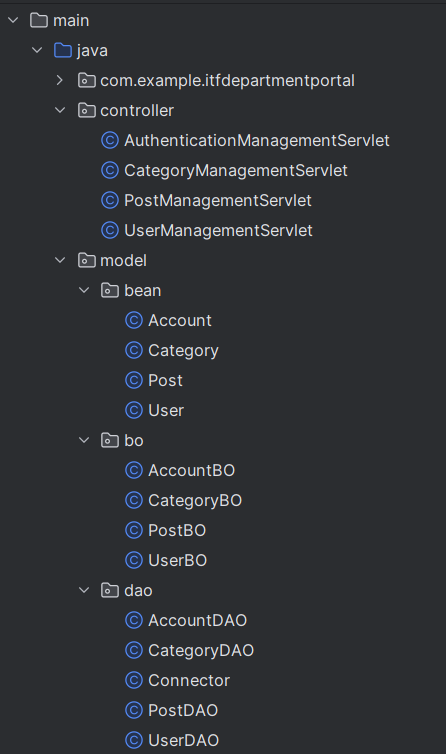 main
java
com.example.itfdepartmentportal
controller
AuthenticationManagementServlet
CategoryManagementServlet
PostManagementServlet
UserManagementServlet
model
bean
Account
Category
Post
User
bo
AccountBO
CategoryBO
PostBO
UserBO
dao
AccountDAO
CategoryDAO
Connector
PostDAO
UserDAO